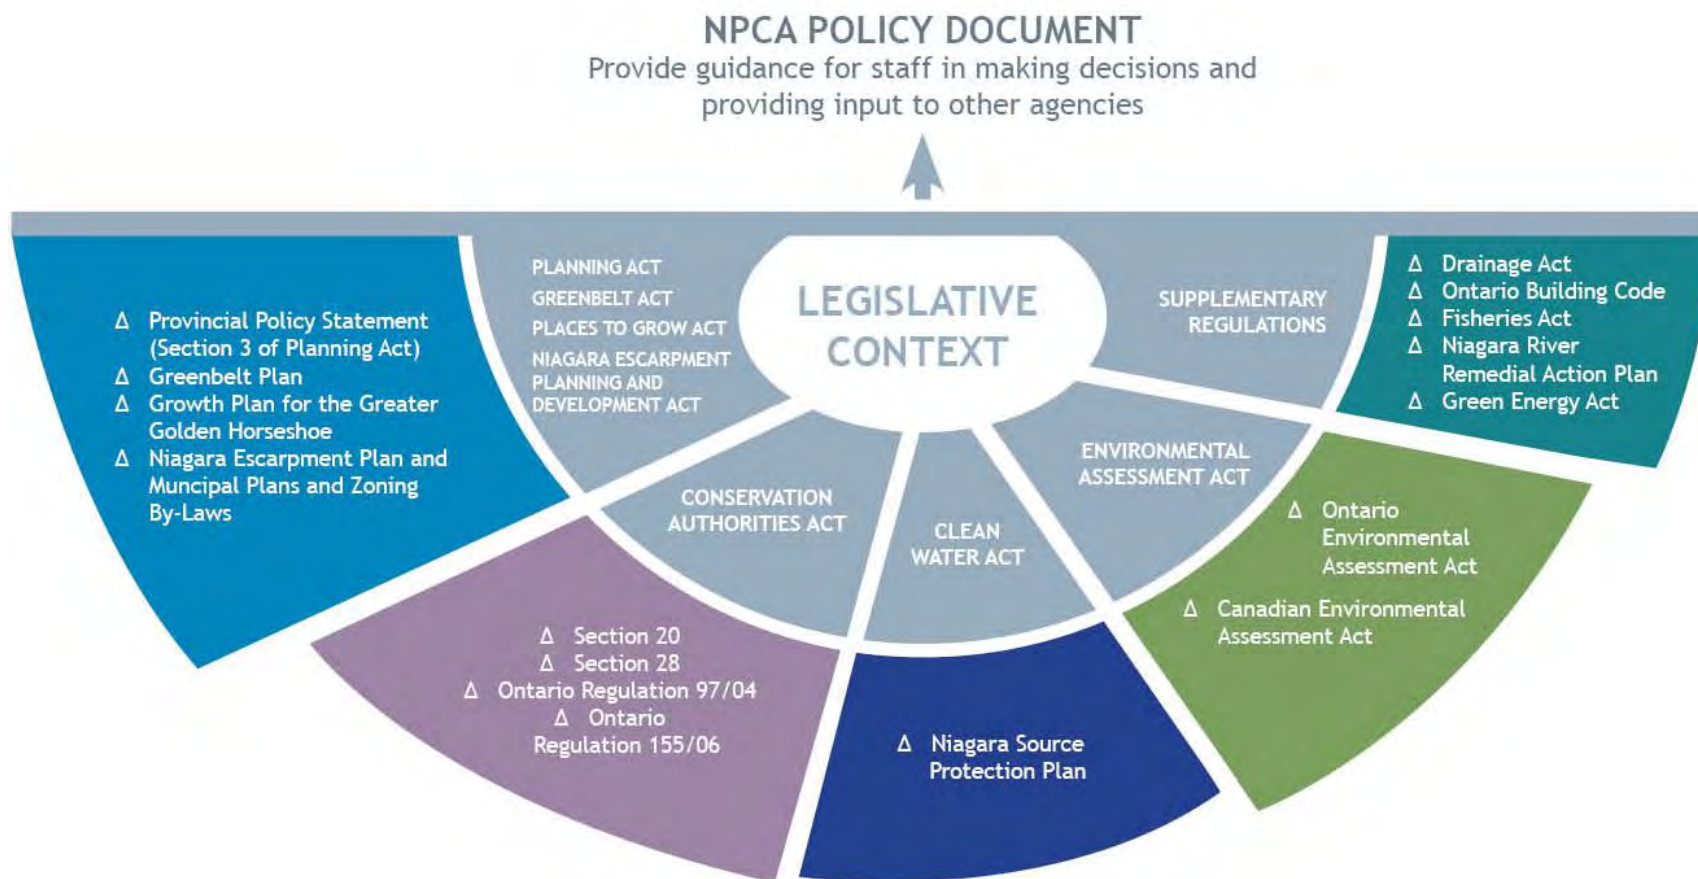 NPCA POLICY DOCUMENT
Provide guidance for staff in making decisions and
providing input to other agencies
LEGISLATIVE
CONTEXT
PLANNING ACT
GREENBELT ACT
PLACES TO GROW ACT
NIAGARA ESCARPMENT
PLANNING AND
DEVELOPMENT ACT
Δ Provincial Policy Statement
(Section 3 of Planning Act)
Δ Greenbelt Plan
Δ Growth Plan for the Greater
Golden Horseshoe
Δ Niagara Escarpment Plan and
Muncipal Plans and Zoning
By-Laws
CONSERVATION
AUTHORITIES ACT
Δ Section 20
Δ Section 28
Δ Ontario Regulation 97/04
Δ Ontario
Regulation 155/06
CLEAN
WATER ACT
Δ Niagara Source
Protection Plan
ENVIRONMENTAL
ASSESSMENT ACT
Δ Ontario
Environmental
Assessment Act
Δ Canadian Environmental
Assessment Act
SUPPLEMENTARY
REGULATIONS
Δ Drainage Act
Δ Ontario Building Code
Δ Fisheries Act
Δ Niagara River
Remedial Action Plan
Δ Green Energy Act